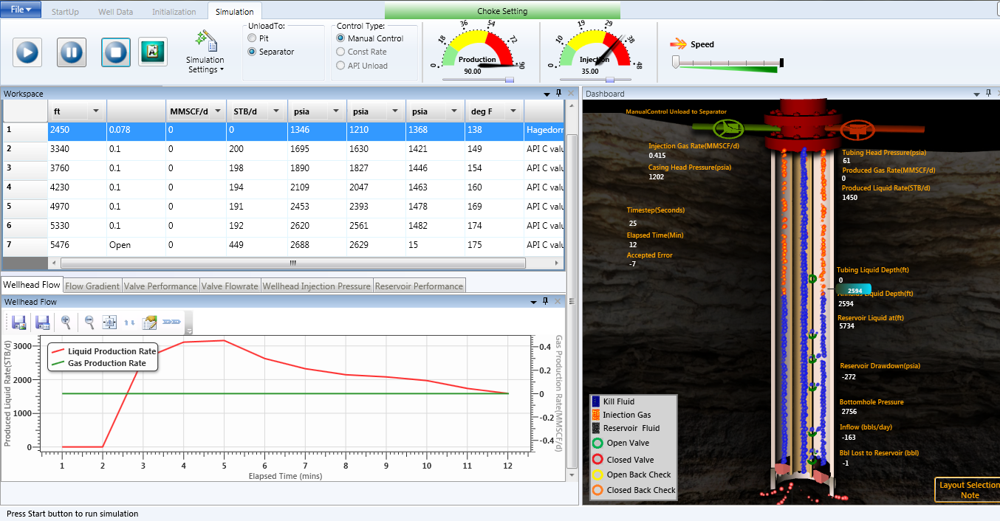 File
StartUp
Well Data
Initialization
Simulation
Choke Setting
Simulation
Settings
UnloadTo:
Pit
Separator
Control Type:
Manual Control
Const Rate
API Unload
0 18 36 54 72 90
Production
90.00
0 10 19 29 38 48
Injection
35.00
Speed
Workspace
ft MMSCF/d STB/d psia psia psia deg F
1 2450 0.078 0 0 1346 1210 1368 138 Hagedorn
2 3340 0.1 0 200 1695 1630 1421 149 API C valu
3 3760 0.1 0 198 1890 1827 1446 154 API C valu
4 4230 0.1 0 194 2109 2047 1463 160 API C valu
5 4970 0.1 0 191 2453 2393 1478 169 API C valu
6 5330 0.1 0 192 2620 2561 1482 174 API C valu
7 5476 Open 0 449 2688 2629 15 175 API C valu
Wellhead Flow
Flow Gradient
Valve Performance
Valve Flowrate
Wellhead Injection Pressure
Reservoir Performance
Wellhead Flow
Liquid Production Rate
Gas Production Rate
Produced Liquid Rate(STB/d)
3000
2000
1000
0
0.4
0.2
0
-0.2
-0.4
Gas Production Rate(MMSCF/d)
1 2 3 4 5 6 7 8 9 10 11 12
Elapsed Time (mins)
Dashboard
ManualControl Unload to Separator
Injection Gas Rate(MMSCF/d)
0.415
Casing Head Pressure(psia)
1202
Timestep(Seconds)
25
Elapsed Time(Min)
12
Accepted Error
-7
Tubing Head Pressure(psia)
61
Produced Gas Rate(MMSCF/d)
0
Produced Liquid Rate(STB/d)
1450
Tubing Liquid Depth(ft)
0
2594
Liquid Depth(ft)
2594
Reservoir Liquid at(ft)
5734
Reservoir Drawdown(psia)
-272
Bottomhole Pressure
2756
Inflow (bbls/day)
-163
Bbl Lost to Reservoir (bbl)
-1
Kill Fluid
Injection Gas
Reservoir Fluid
Open Valve
Closed Valve
Open Back Check
Closed Back Check
Layout Selection
Note
Press Start button to run simulation